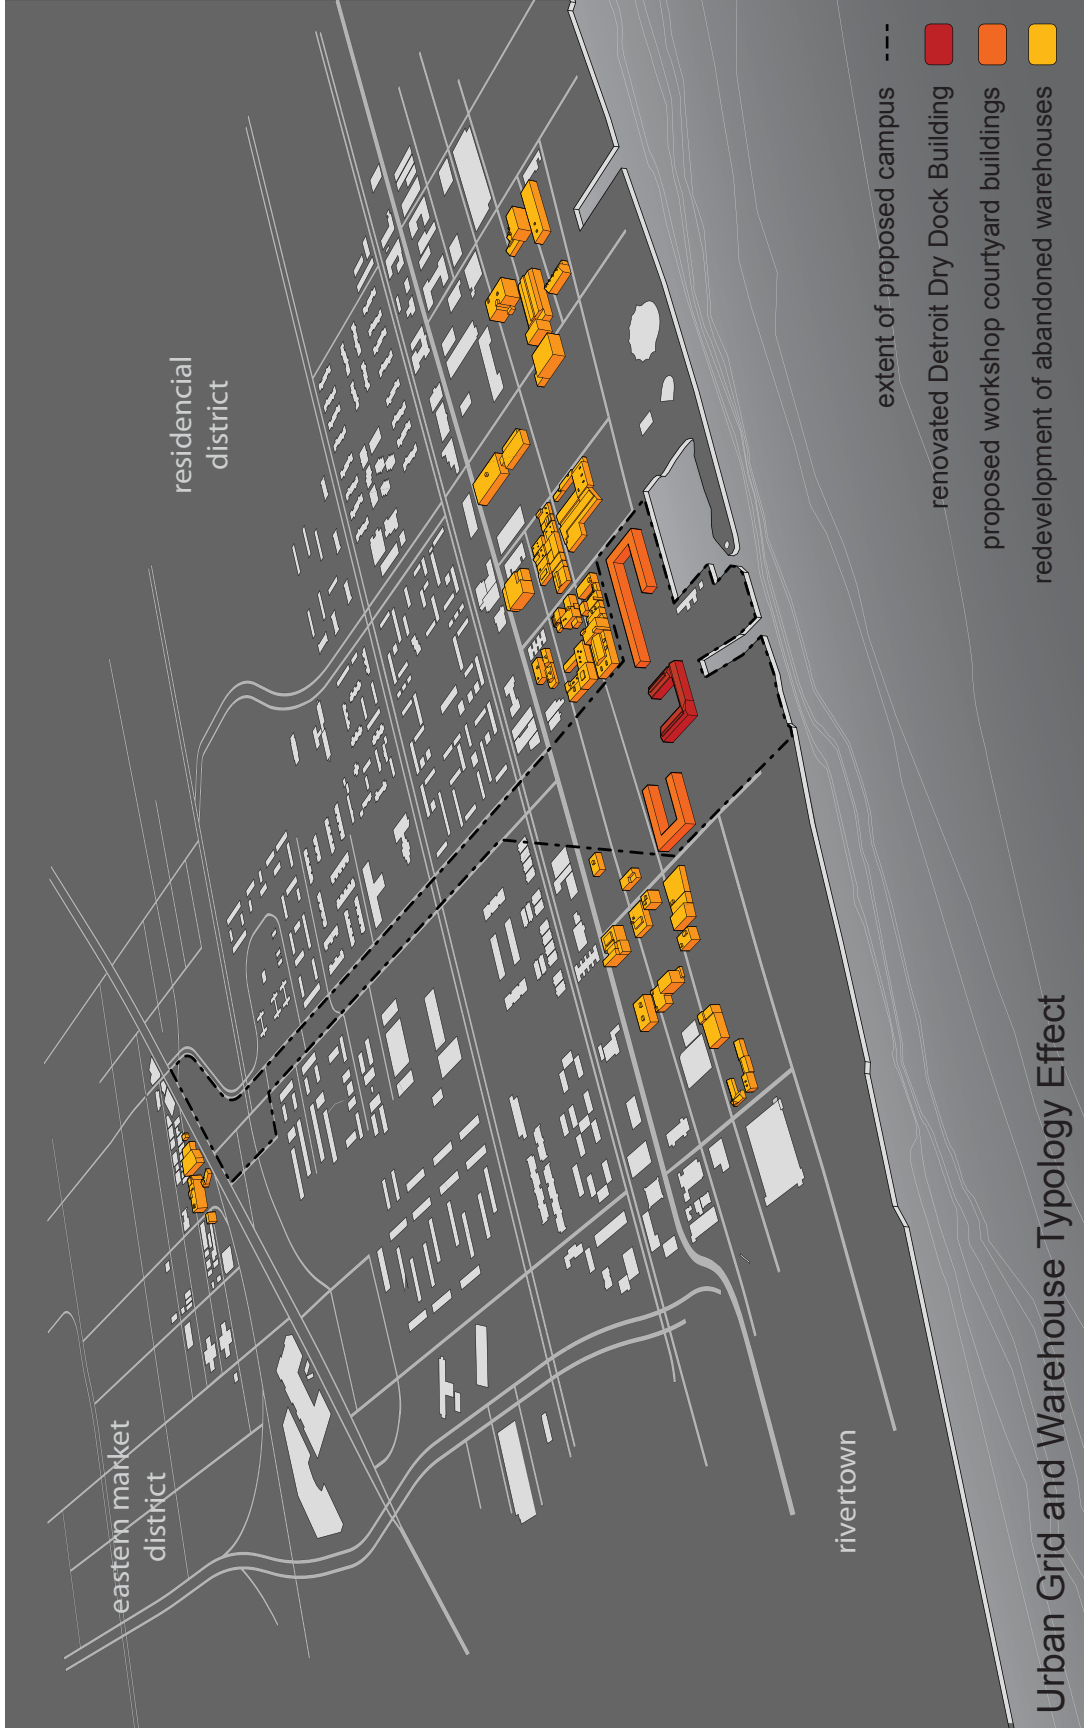 eastern market
district
residencial
district
rivertown
extent of proposed campus
renovated Detroit Dry Dock Building
proposed workshop courtyard buildings
redevelopment of abandoned warehouses
Urban Grid and Warehouse Typology Effect